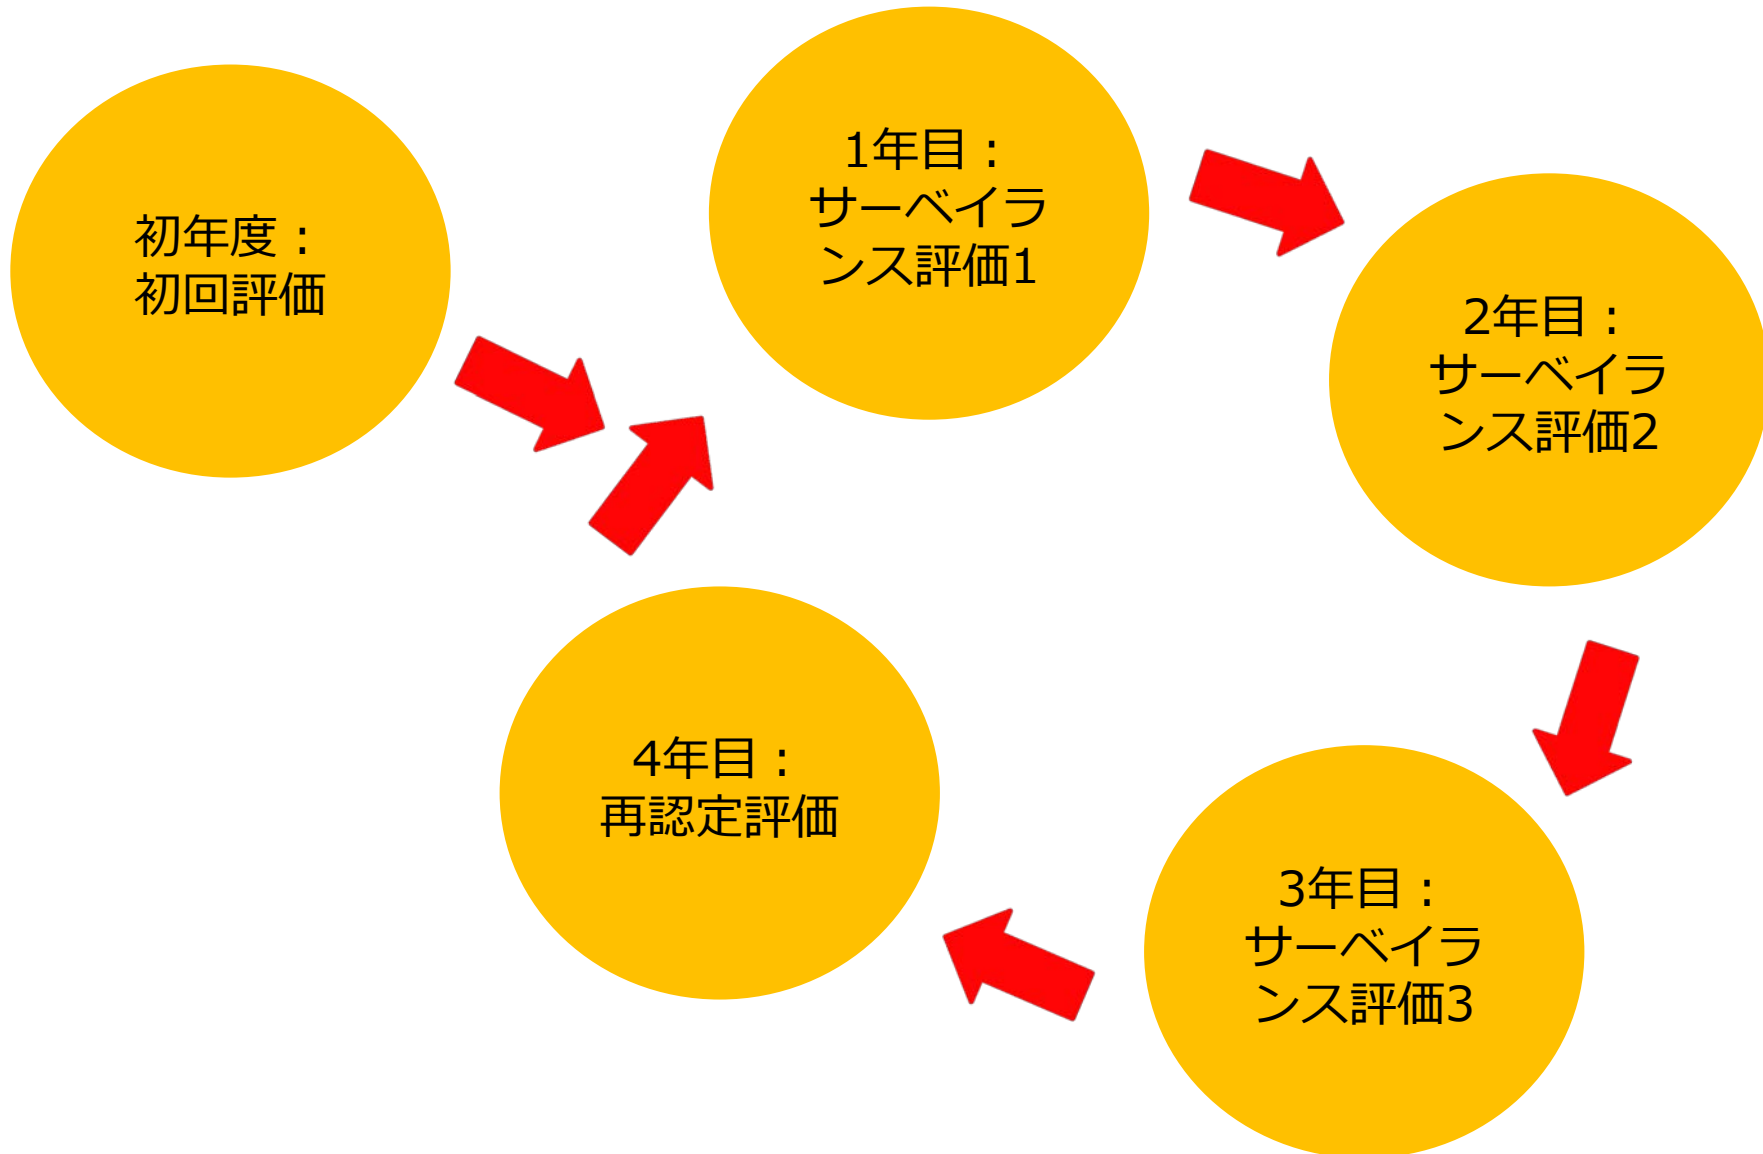 初年度：
初回評価
1年目：
サーベイラ
ンス評価1
2年目：
サーベイラ
ンス評価2
3年目：
サーベイラ
ンス評価3
4年目：
再認定評価